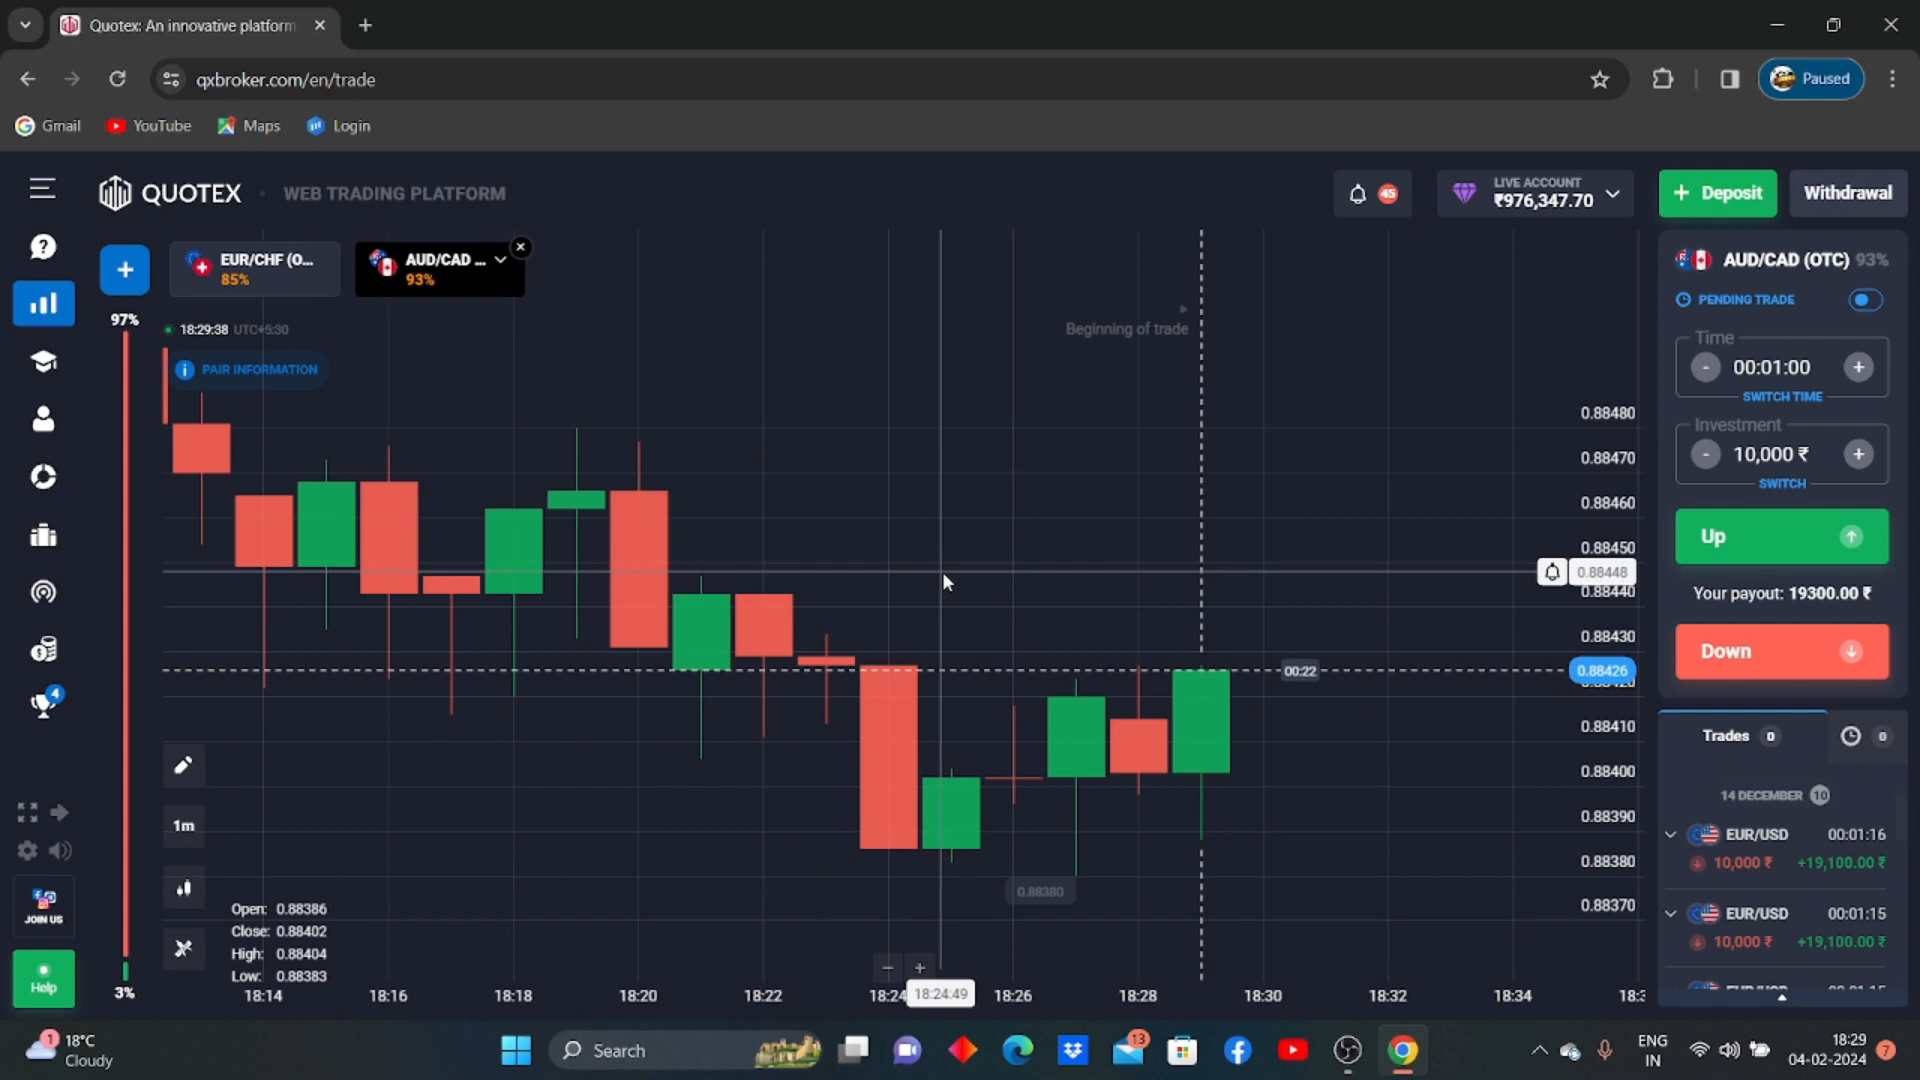 Quotex: An innovative platform
qxbroker.com/en/trade
Paused
Gmail
YouTube
Maps
Login
QUOTEX
WEB TRADING PLATFORM
45
LIVE ACCOUNT
₹976,347.70
+ Deposit
Withdrawal
EUR/CHF (O...
85%
AUD/CAD ...
93%
AUD/CAD (OTC) 93%
PENDING TRADE
97%
18:29:38 UTC+5:30
PAIR INFORMATION
Beginning of trade
Time
- 00:01:00 +
SWITCH TIME
Investment
- 10,000 ₹ +
SWITCH
Up
Your payout: 19300.00 ₹
Down
0.88480
0.88470
0.88460
0.88450
0.88448
0.88440
0.88430
00:22
0.88426
0.88410
0.88400
0.88390
0.88380
0.88380
0.88370
4
1m
Open: 0.88386
Close: 0.88402
High: 0.88404
Low: 0.88383
JOIN US
Help
3%
18:14
18:16
18:18
18:20
18:22
18:24
18:24:49
18:26
18:28
18:30
18:32
18:34
18:3
Trades 0
0
14 DECEMBER 10
EUR/USD 00:01:16
10,000 ₹ +19,100.00 ₹
EUR/USD 00:01:15
10,000 ₹ +19,100.00 ₹
1
18°C
Cloudy
Search
13
ENG
IN
18:29
04-02-2024
7